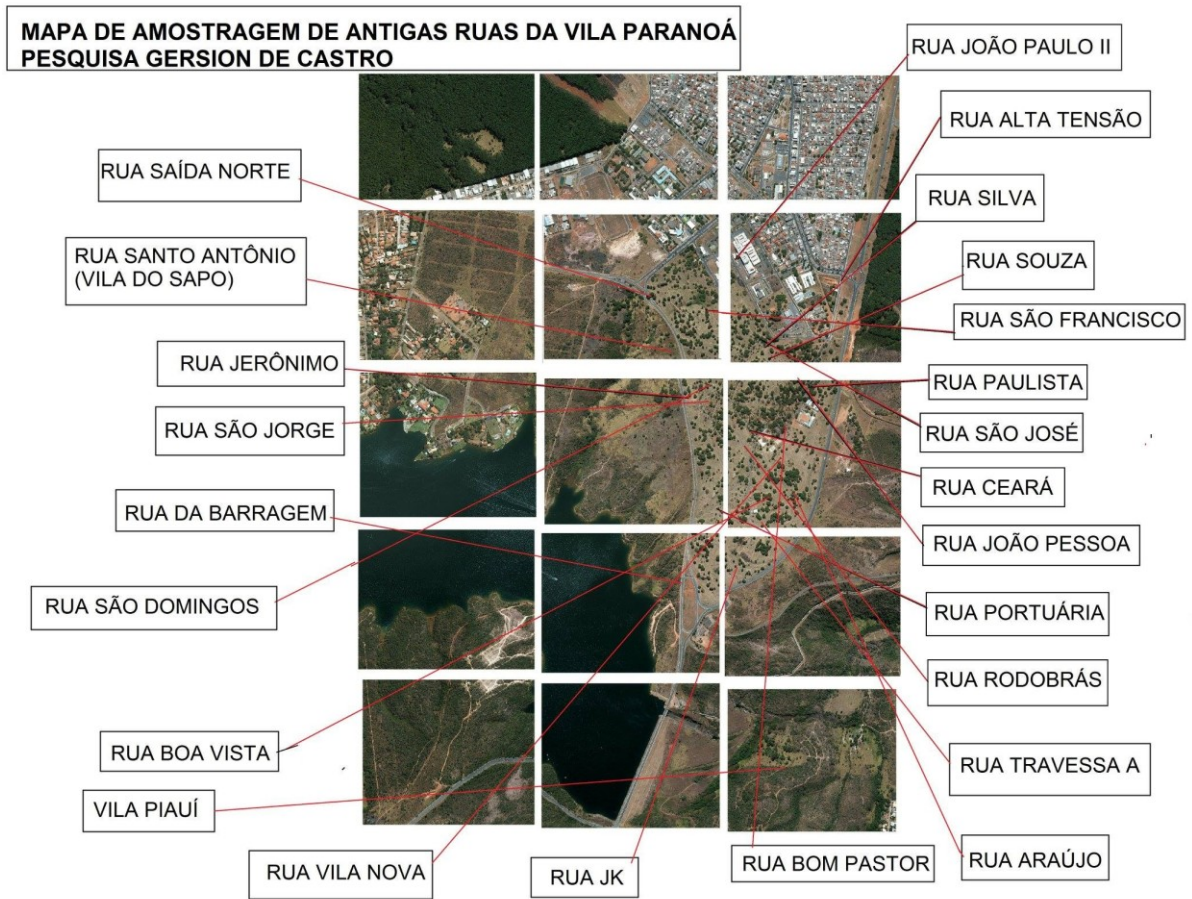 MAPA DE AMOSTRAGEM DE ANTIGAS RUAS DA VILA PARANOÁ
PESQUISA GERSION DE CASTRO
RUA JOÃO PAULO II
RUA ALTA TENSÃO
RUA SAÍDA NORTE
RUA SILVA
RUA SANTO ANTÔNIO
(VILA DO SAPO)
RUA SOUZA
RUA SÃO FRANCISCO
RUA JERÔNIMO
RUA PAULISTA
RUA SÃO JORGE
RUA SÃO JOSÉ
RUA CEARÁ
RUA DA BARRAGEM
RUA JOÃO PESSOA
RUA SÃO DOMINGOS
RUA PORTUÁRIA
RUA RODOBRÁS
RUA BOA VISTA
RUA TRAVESSA A
VILA PIAUÍ
RUA VILA NOVA
RUA JK
RUA BOM PASTOR
RUA ARAÚJO